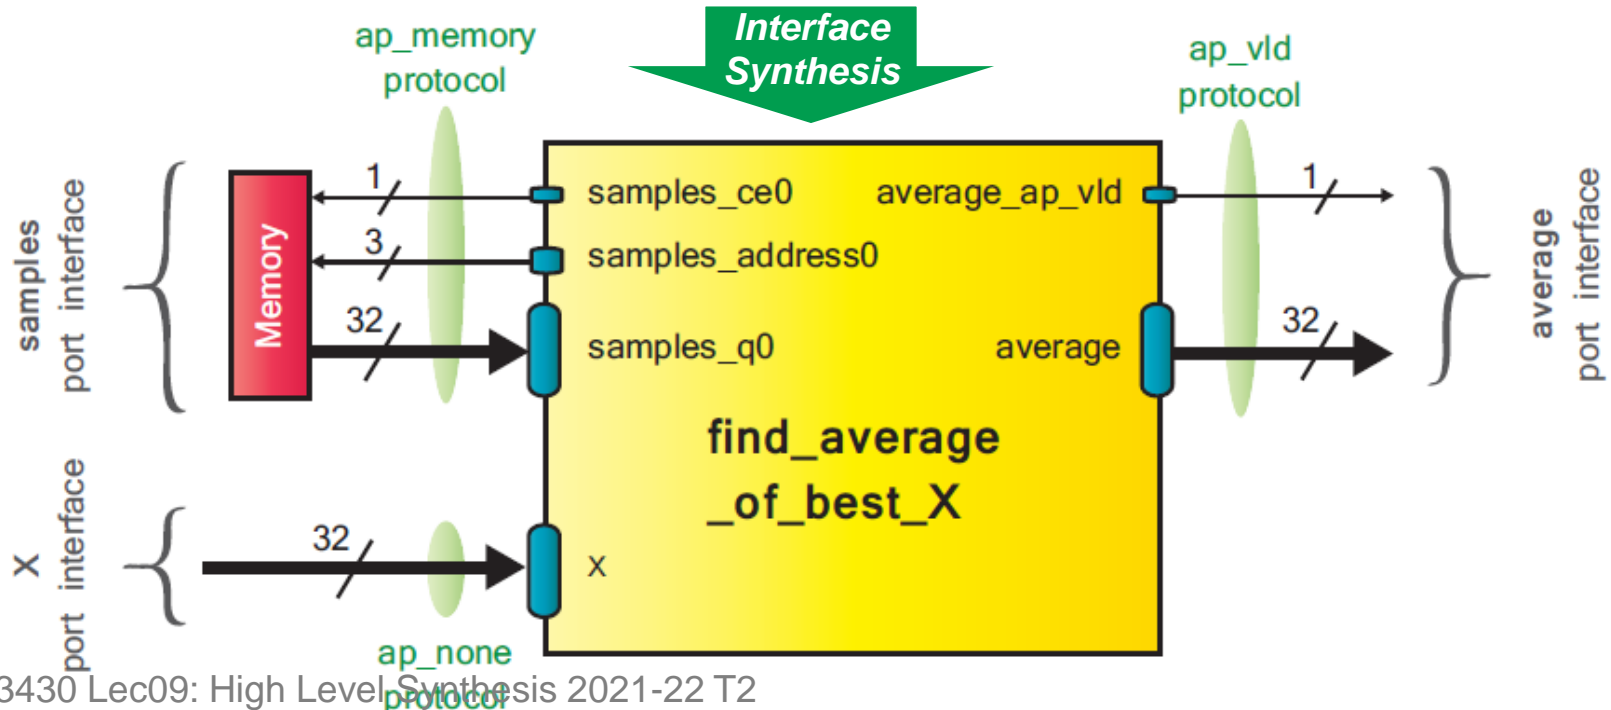 Interface
Synthesis
ap_memory
protocol
ap_vld
protocol
samples
port interface
Memory
1
3
32
samples_ce0
samples_address0
samples_q0
average_ap_vld
average
1
32
average
port interface
find_average
_of_best_X
X
port interface
32
X
ap_none
protocol
3430 Lec09: High Level Synthesis 2021-22 T2